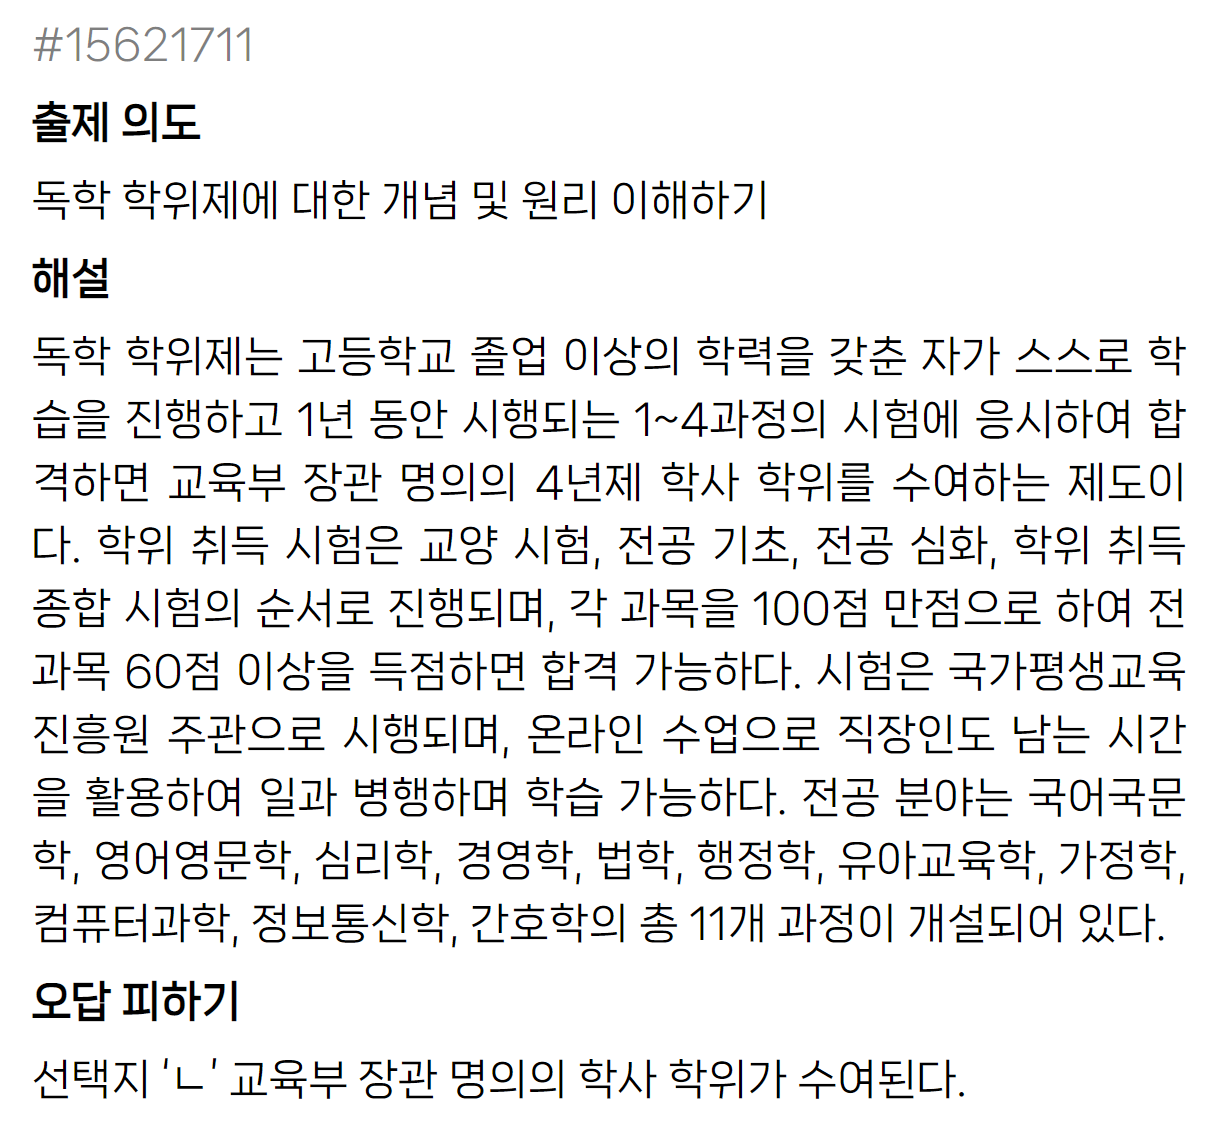 #15621711
출제 의도
독학 학위제에 대한 개념 및 원리 이해하기
해설
독학 학위제는 고등학교 졸업 이상의 학력을 갖춘 자가 스스로 학
습을 진행하고 1년 동안 시행되는 1~4과정의 시험에 응시하여 합
격하면 교육부 장관 명의의 4년제 학사 학위를 수여하는 제도이
다. 학위 취득 시험은 교양 시험, 전공 기초, 전공 심화, 학위 취득
종합 시험의 순서로 진행되며, 각 과목을 100점 만점으로 하여 전
과목 60점 이상을 득점하면 합격 가능하다. 시험은 국가평생교육
진흥원 주관으로 시행되며, 온라인 수업으로 직장인도 남는 시간
을 활용하여 일과 병행하며 학습 가능하다. 전공 분야는 국어국문
학, 영어영문학, 심리학, 경영학, 법학, 행정학, 유아교육학, 가정학,
컴퓨터과학, 정보통신학, 간호학의 총 11개 과정이 개설되어 있다.
오답 피하기
선택지 ‘ㄴ’ 교육부 장관 명의의 학사 학위가 수여된다.